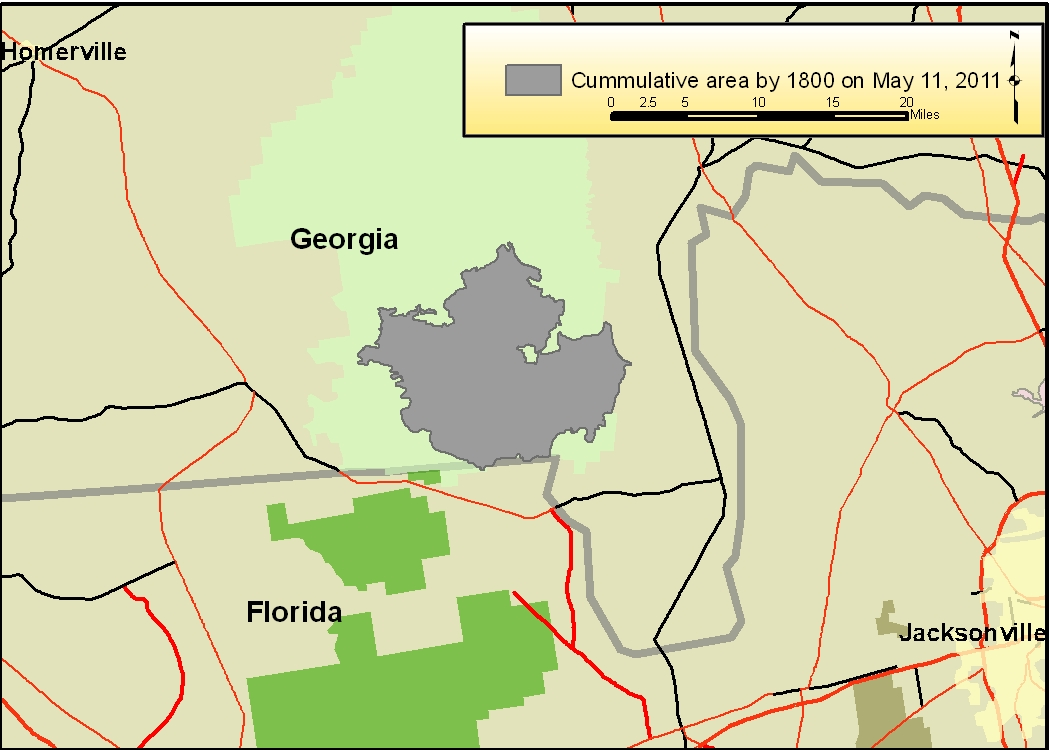 Homerville
Cummulative area by 1800 on May 11, 2011
0 2.5 5 10 15 20
Miles
Georgia
Florida
Jacksonville